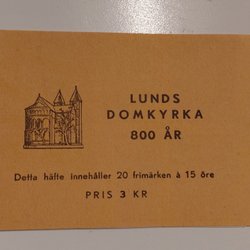 LUNDS
DOMKYRKA
800 ÅR
Detta häfte innehåller 20 frimärken à 15 öre
PRIS 3 KR